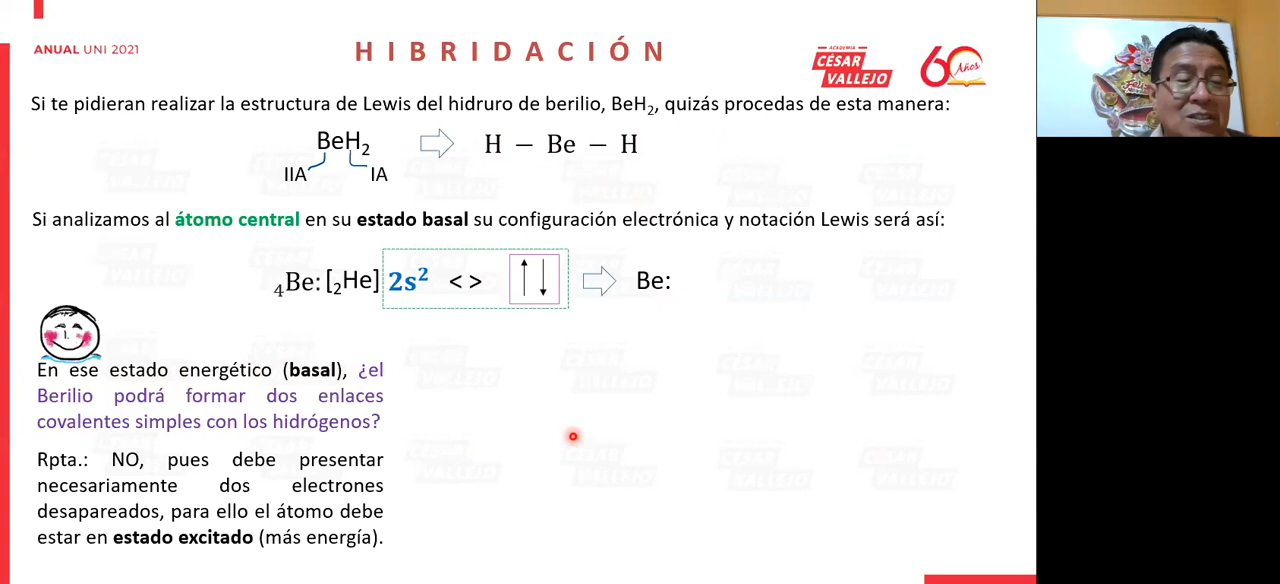 ANUAL UNI 2021
HIBRIDACIÓN
ACADEMIA
CÉSAR
VALLEJO
60 Años
Si te pidieran realizar la estructura de Lewis del hidruro de berilio, BeH₂, quizás procedas de esta manera:
BeH₂ H − Be − H
IIA IA
Si analizamos al átomo central en su estado basal su configuración electrónica y notación Lewis será así:
₄Be: [₂He] 2s² < > ↑↓ Be:
En ese estado energético (basal), ¿el
Berilio podrá formar dos enlaces
covalentes simples con los hidrógenos?
Rpta.: NO, pues debe presentar
necesariamente dos electrones
desapareados, para ello el átomo debe
estar en estado excitado (más energía).